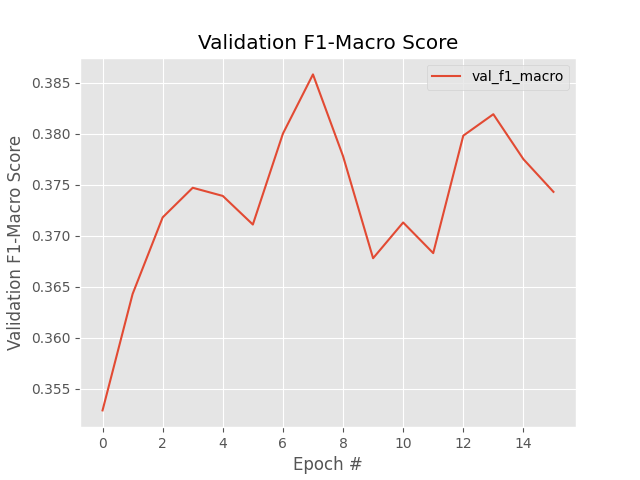 Validation F1-Macro Score
val_f1_macro
Validation F1-Macro Score
0.385
0.380
0.375
0.370
0.365
0.360
0.355
0 2 4 6 8 10 12 14
Epoch #